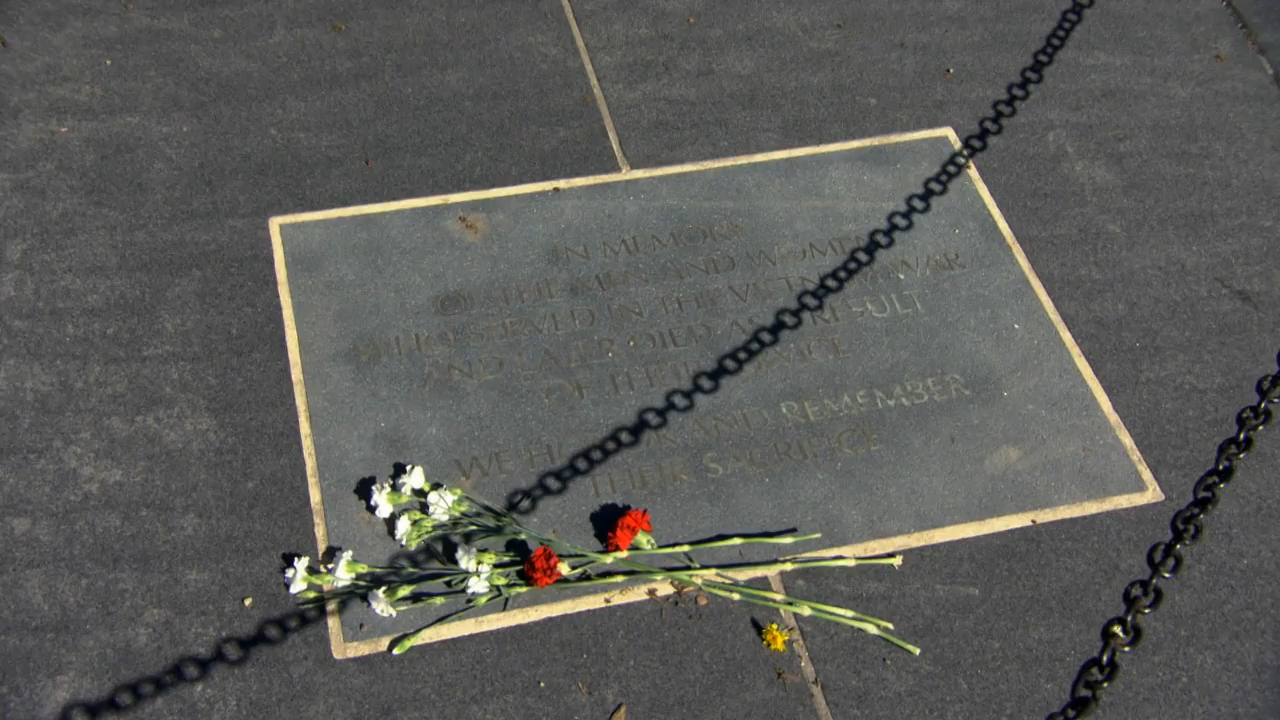 IN MEMORY
OF THE MEN AND WOMEN
WHO SERVED IN THE VIETNAM WAR
AND LATER DIED AS A RESULT
OF THEIR SERVICE
WE HONOR AND REMEMBER
THEIR SACRIFICE